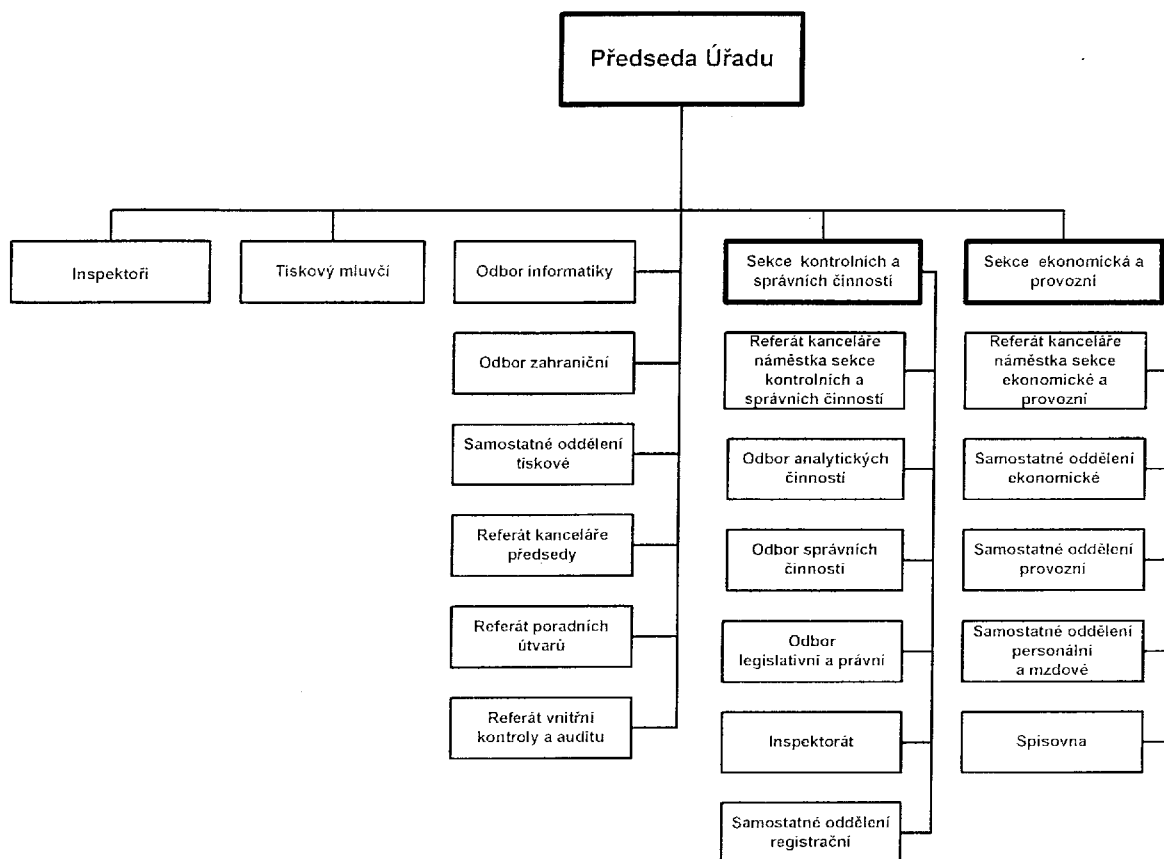 Předseda Úřadu
Inspektoři
Tiskový mluvčí
Odbor informatiky
Odbor zahraniční
Samostatné oddělení
tiskové
Referát kanceláře
předsedy
Referát poradních
útvarů
Referát vnitřní
kontroly a auditu
Sekce kontrolních a
správních činností
Referát kanceláře
náměstka sekce
kontrolních a
správních činností
Odbor analytických
činností
Odbor správních
činností
Odbor
legislativní a právní
Inspektorát
Samostatné oddělení
registrační
Sekce ekonomická a
provozní
Referát kanceláře
náměstka sekce
ekonomické a
provozní
Samostatné oddělení
ekonomické
Samostatné oddělení
provozní
Samostatné oddělení
personální
a mzdové
Spisovna